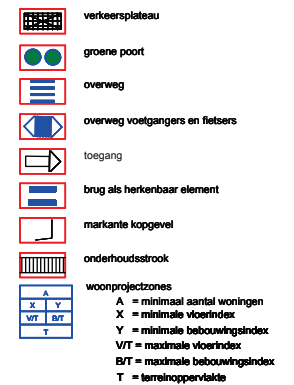 verkeersplateau
groene poort
overweg
overweg voetgangers en fietsers
toegang
brug als herkenbaar element
markante kopgevel
onderhoudsstrook
woonprojectzones
A
X Y
V/T B/T
T
A = minimaal aantal woningen
X = minimale vloerindex
Y = minimale bebouwingsindex
V/T = maximale vloerindex
B/T = maximale bebouwingsindex
T = terreinoppervlakte